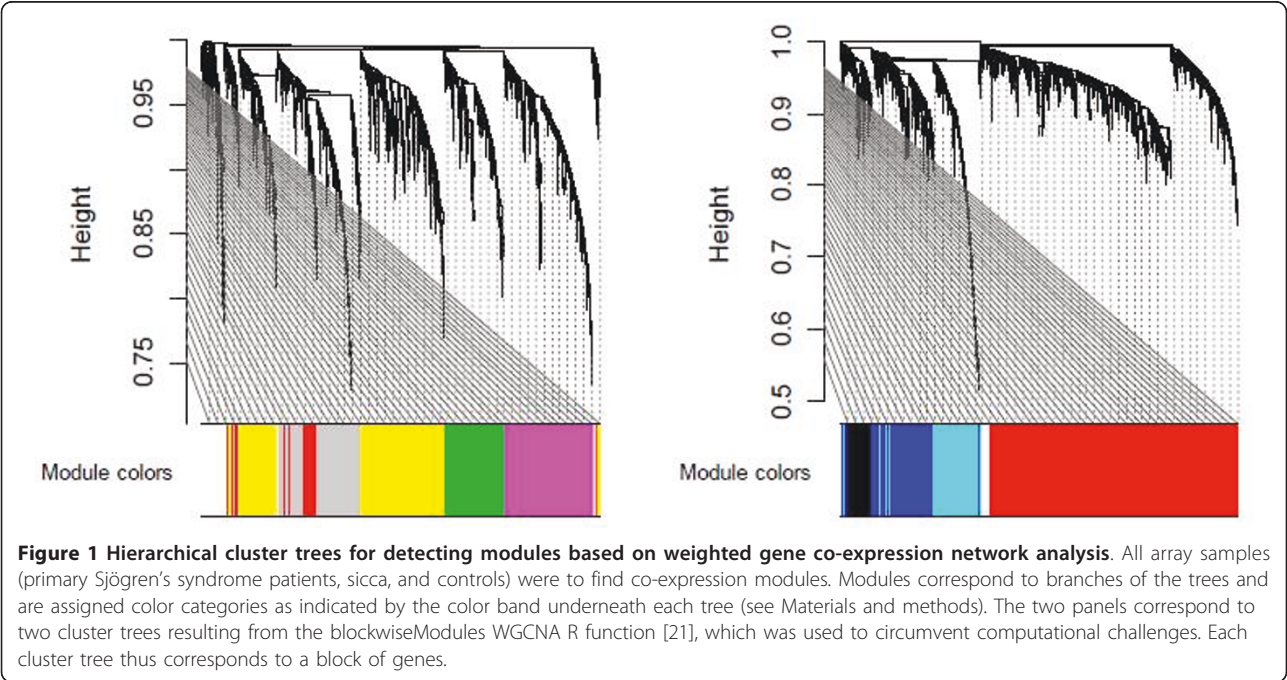 Height
0.95
0.85
0.75
Module colors
Height
1.0
0.9
0.8
0.7
0.6
0.5
Module colors
Figure 1 Hierarchical cluster trees for detecting modules based on weighted gene co-expression network analysis. All array samples
(primary Sjögren's syndrome patients, sicca, and controls) were to find co-expression modules. Modules correspond to branches of the trees and
are assigned color categories as indicated by the color band underneath each tree (see Materials and methods). The two panels correspond to
two cluster trees resulting from the blockwiseModules WGCNA R function [21], which was used to circumvent computational challenges. Each
cluster tree thus corresponds to a block of genes.